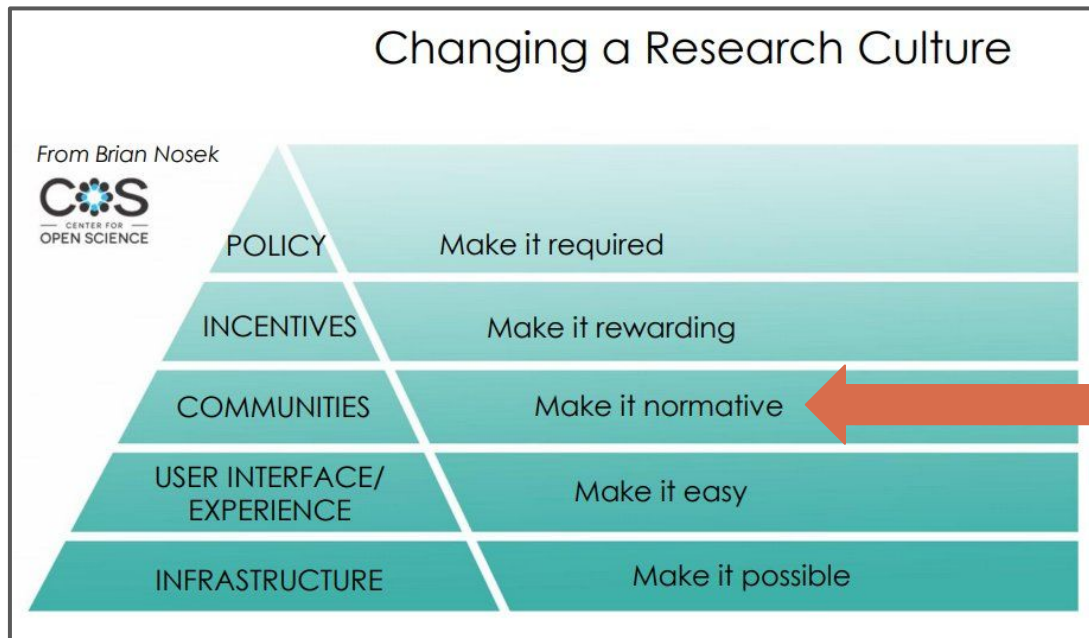 Changing a Research Culture
From Brian Nosek
COS
CENTER FOR
OPEN SCIENCE
POLICY
Make it required
INCENTIVES
Make it rewarding
COMMUNITIES
Make it normative
USER INTERFACE/
EXPERIENCE
Make it easy
INFRASTRUCTURE
Make it possible